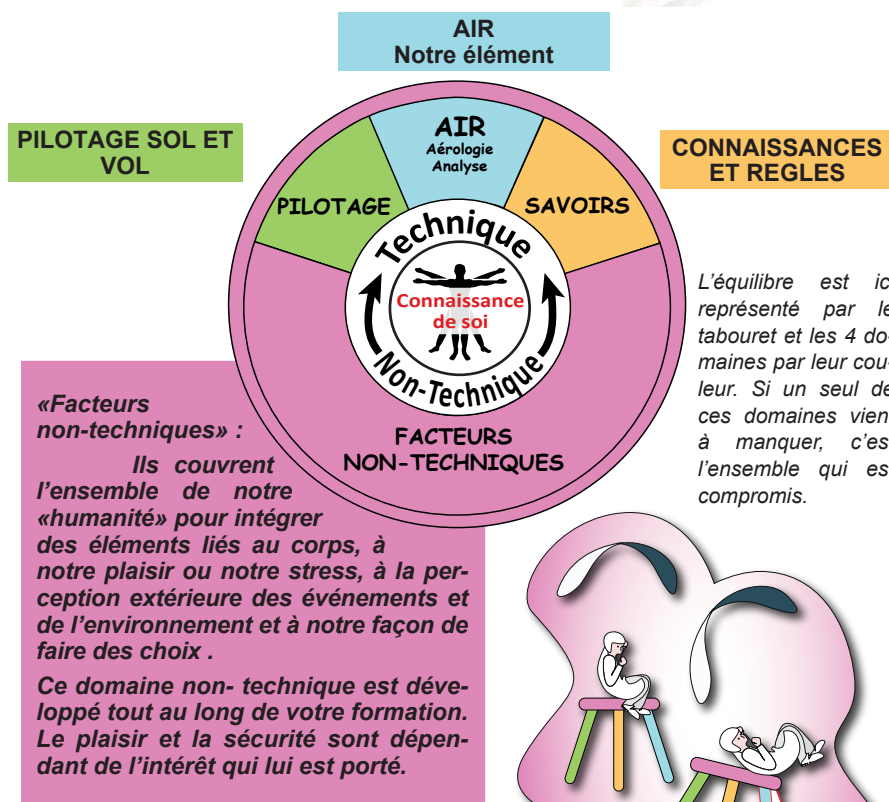 AIR
Notre élément
PILOTAGE SOL ET
VOL
CONNAISSANCES
ET REGLES
AIR
Aérologie
Analyse
PILOTAGE
SAVOIRS
Technique
Connaissance
de soi
Non-Technique
FACTEURS
NON-TECHNIQUES
L'équilibre est ic
représenté par le
tabouret et les 4 do-
maines par leur cou-
leur. Si un seul de
ces domaines vien
à manquer, c'es
l'ensemble qui es
compromis.
«Facteurs
non-techniques» :
Ils couvrent
l'ensemble de notre
«humanité» pour intégrer
des éléments liés au corps, à
notre plaisir ou notre stress, à la per-
ception extérieure des événements et
de l'environnement et à notre façon de
faire des choix .
Ce domaine non- technique est déve-
loppé tout au long de votre formation.
Le plaisir et la sécurité sont dépen-
dant de l'intérêt qui lui est porté.